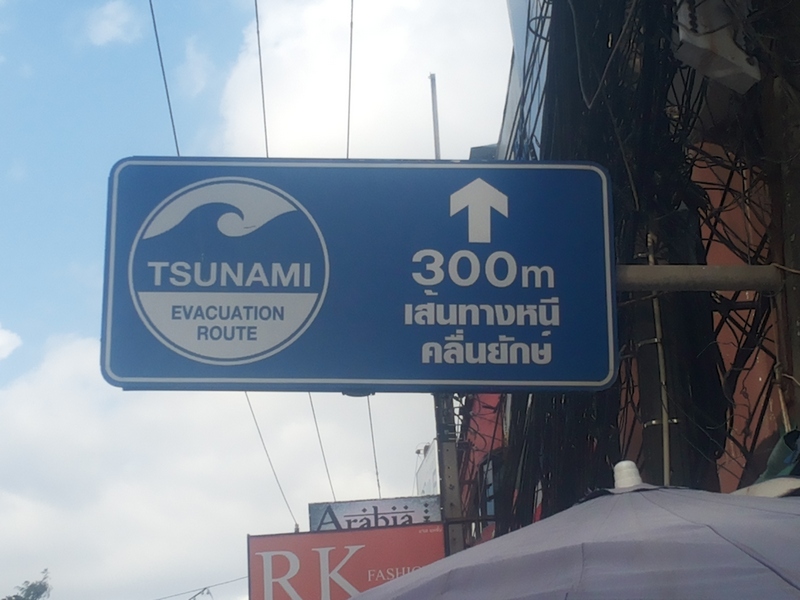 TSUNAMI
EVACUATION
ROUTE
300m
เส้นทางหนี
คลื่นยักษ์
Arabia
RK FASHIO